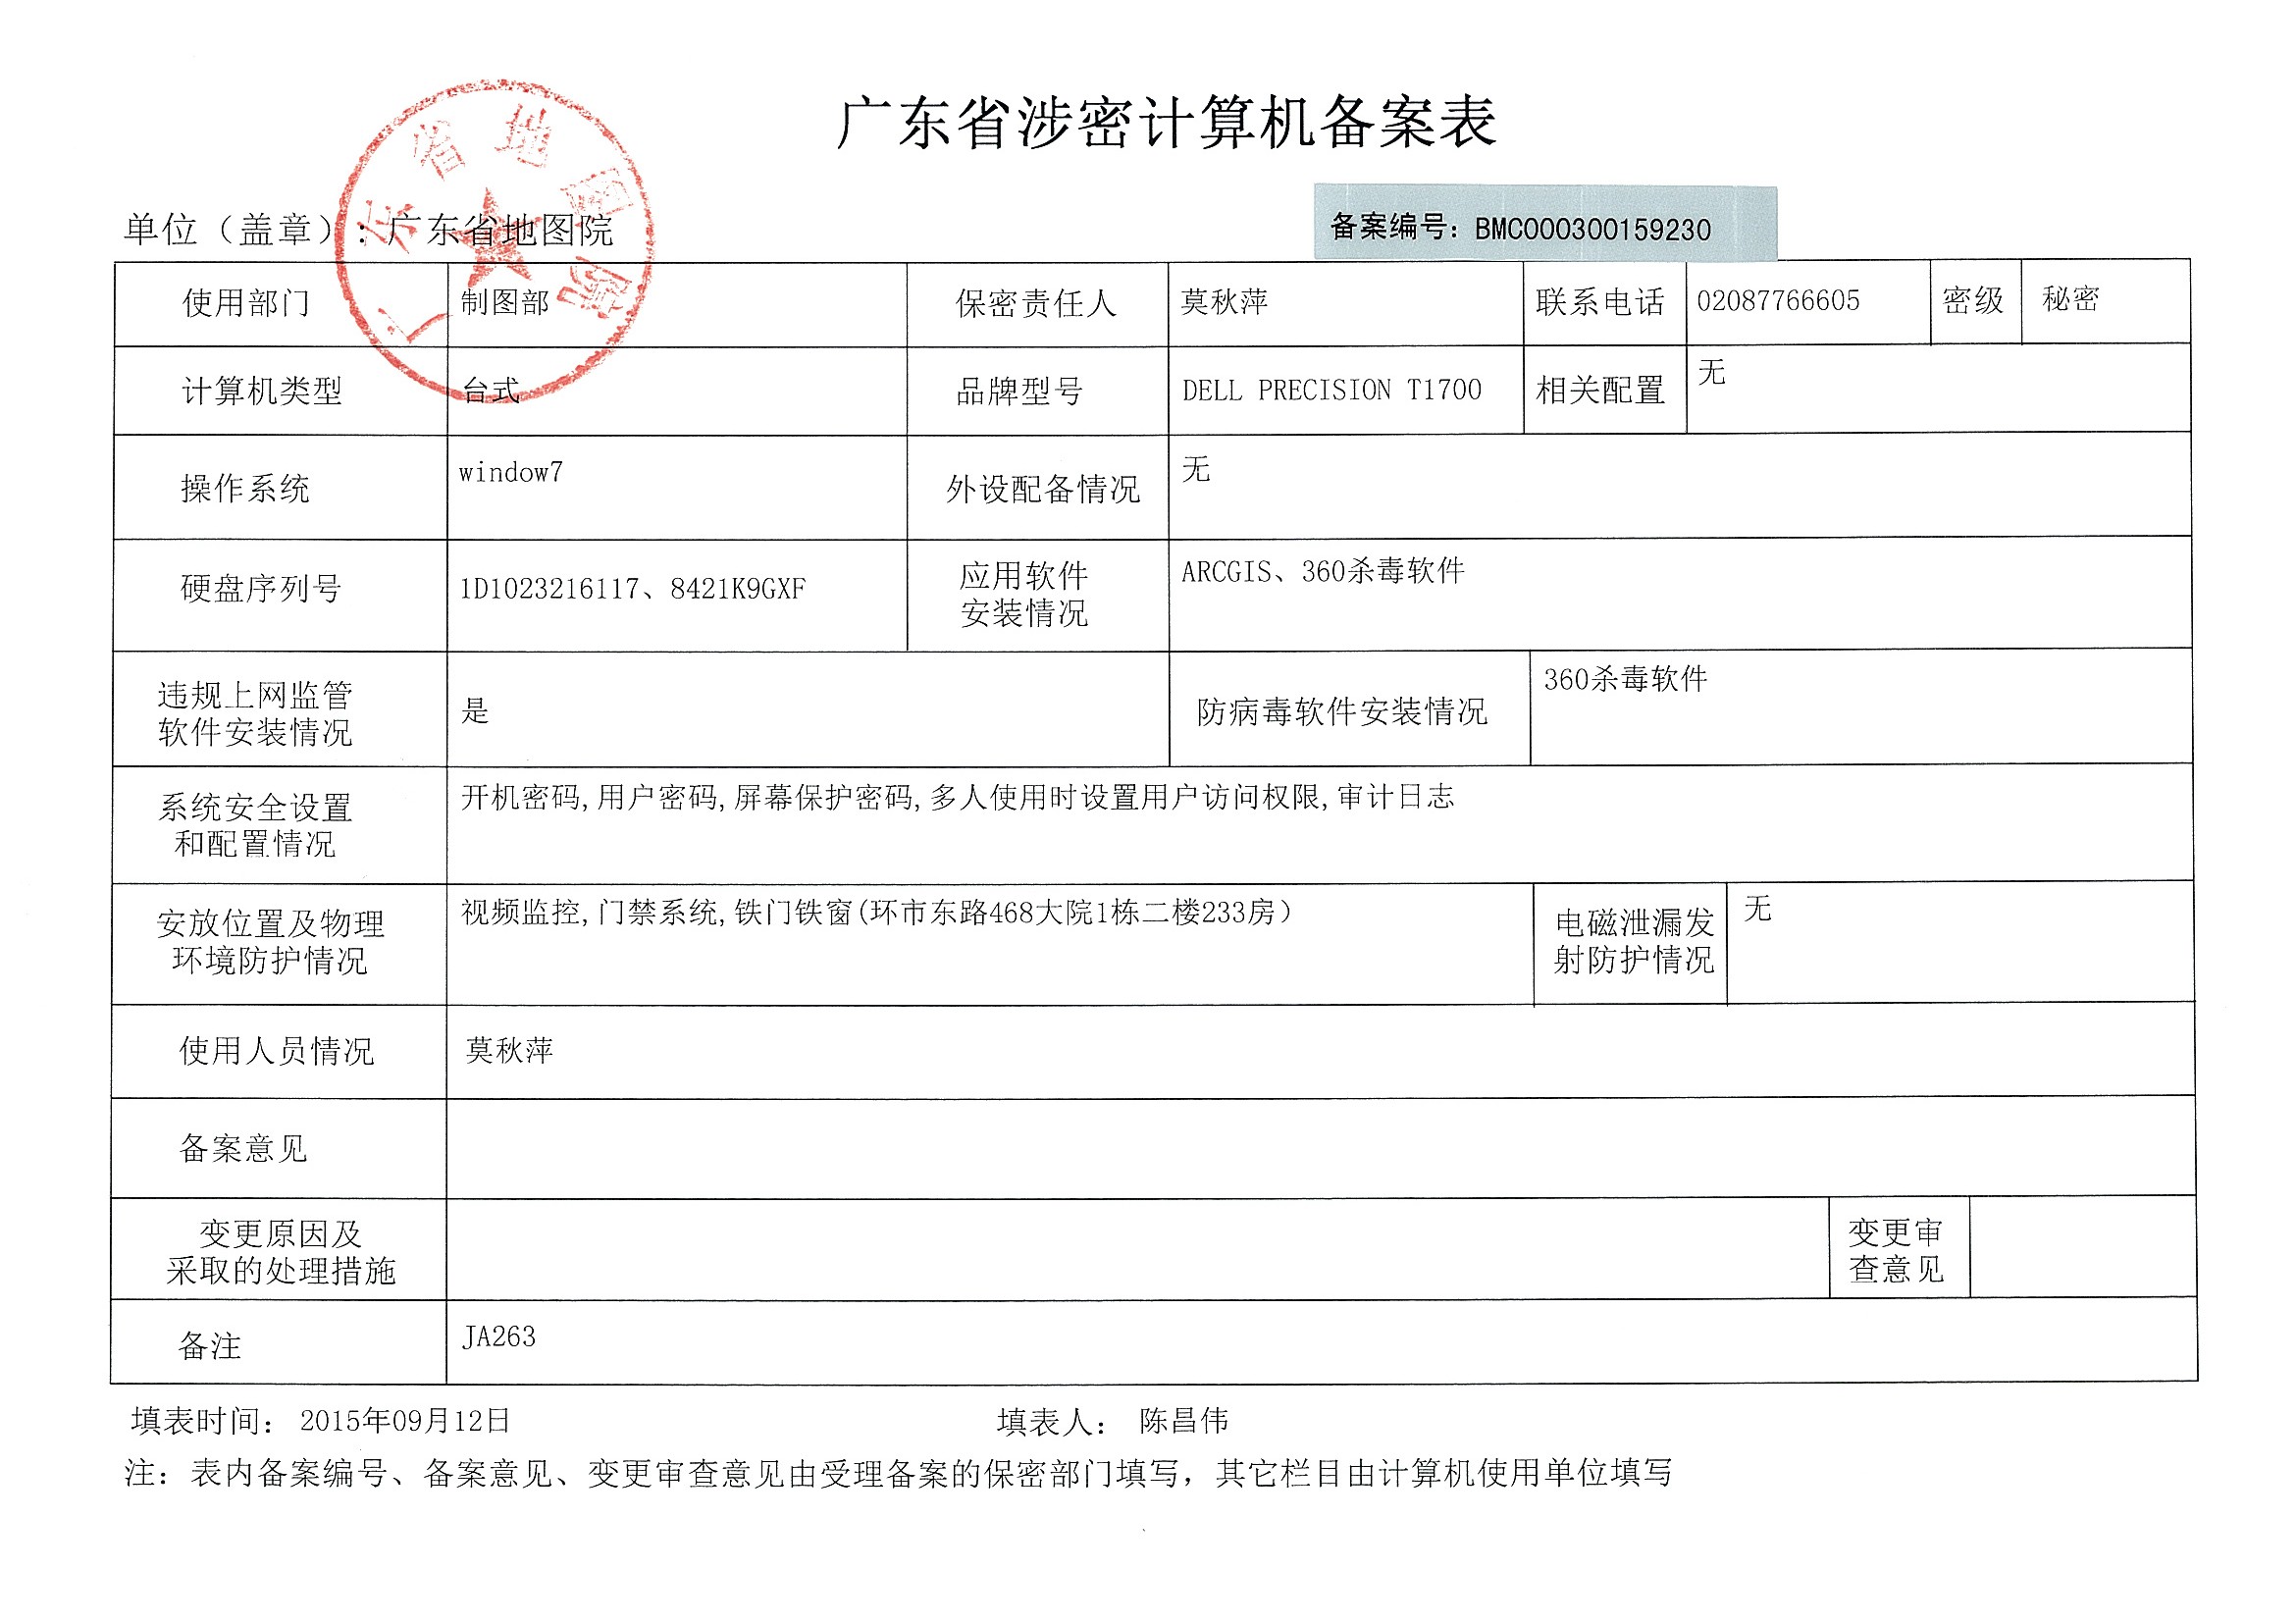 广东省涉密计算机备案表
广东省地图院
单位（盖章）：广东省地图院
备案编号：BMC000300159230
使用部门 制图部 保密责任人 莫秋萍 联系电话 02087766605 密级 秘密
计算机类型 台式 品牌型号 DELL PRECISION T1700 相关配置 无
操作系统 window7 外设配备情况 无
硬盘序列号 1D1023216117、8421K9GXF 应用软件
安装情况 ARCGIS、360杀毒软件
违规上网监管
软件安装情况 是 防病毒软件安装情况 360杀毒软件
系统安全设置
和配置情况 开机密码,用户密码,屏幕保护密码,多人使用时设置用户访问权限,审计日志
安放位置及物理
环境防护情况 视频监控,门禁系统,铁门铁窗(环市东路468大院1栋二楼233房） 电磁泄漏发
射防护情况 无
使用人员情况 莫秋萍
备案意见
变更原因及
采取的处理措施 变更审
查意见
备注 JA263
填表时间： 2015年09月12日 填表人： 陈昌伟
注：表内备案编号、备案意见、变更审查意见由受理备案的保密部门填写，其它栏目由计算机使用单位填写